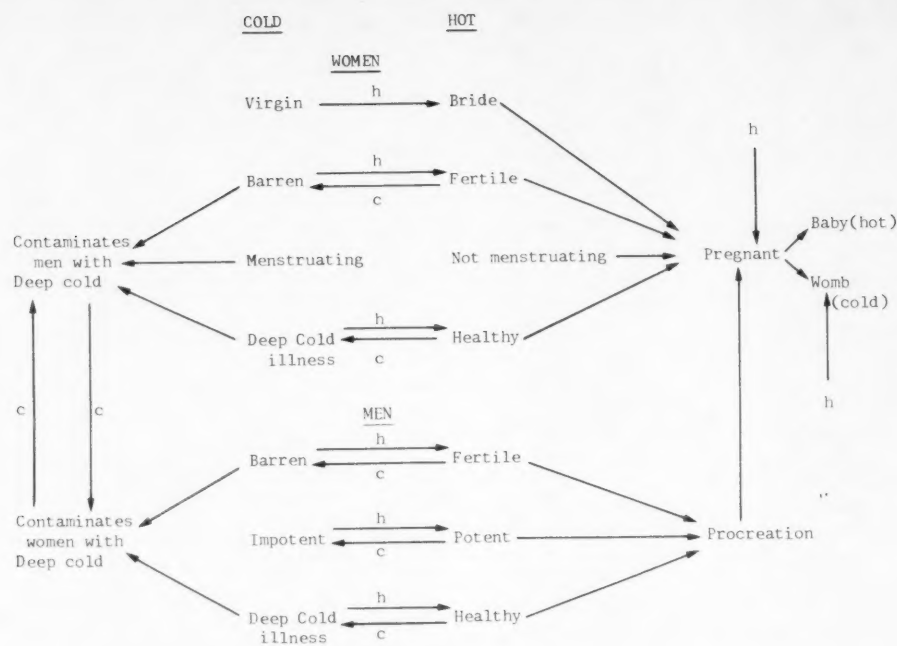 COLD HOT
WOMEN
Virgin h Bride
h
Barren h Fertile
c
Contaminates
men with
Deep cold
Menstruating Not menstruating Pregnant Baby(hot)
Womb
(cold)
Deep Cold
illness
h Healthy
c
c c
h
MEN
Barren h Fertile
c
Contaminates
women with
Deep cold
Impotent h Potent Procreation
c
Deep Cold
illness
h Healthy
c